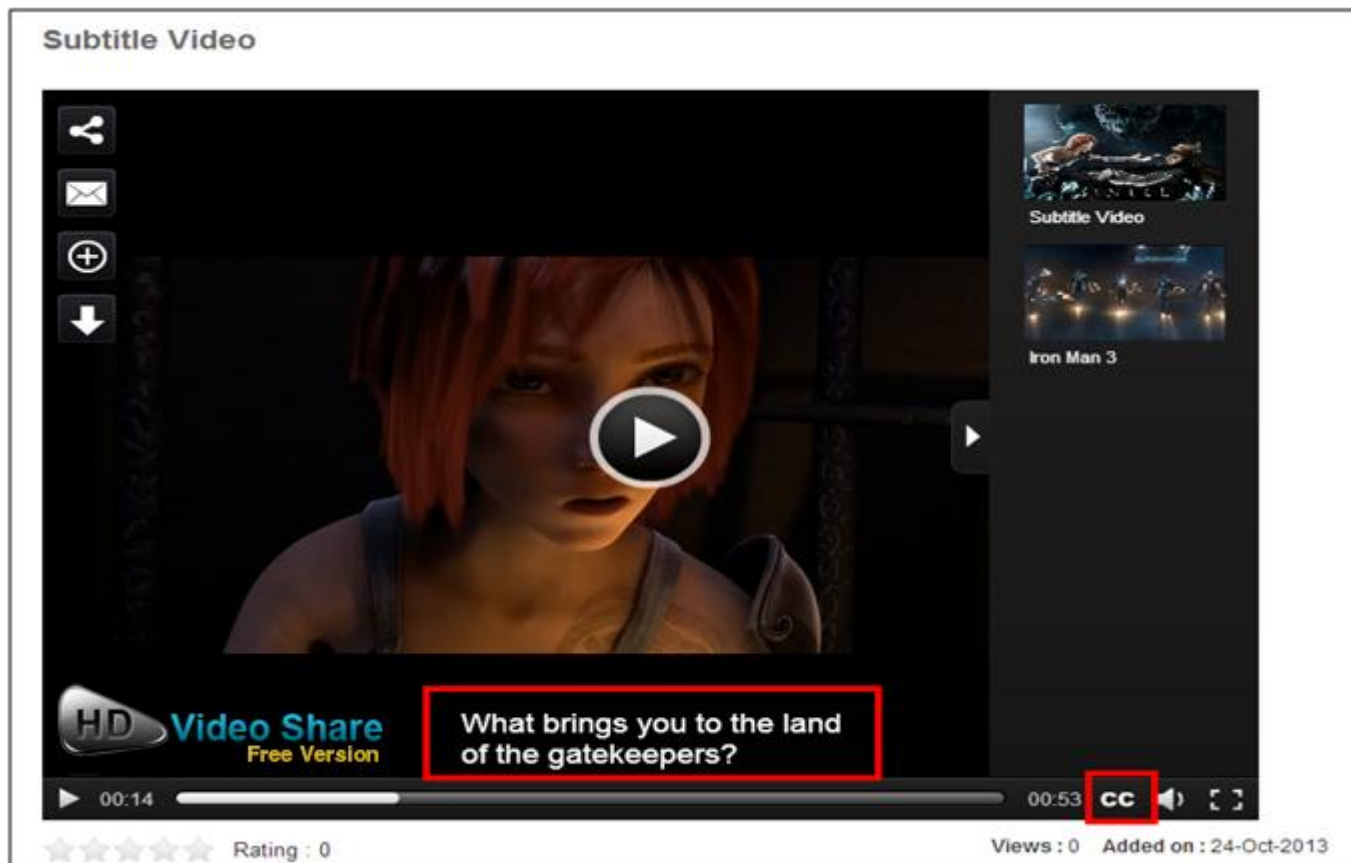 Subtitle Video
Subtitle Video
Iron Man 3
HD Video Share
Free Version
What brings you to the land
of the gatekeepers?
00:14
00:53 CC
Rating : 0
Views : 0 Added on : 24-Oct-2013